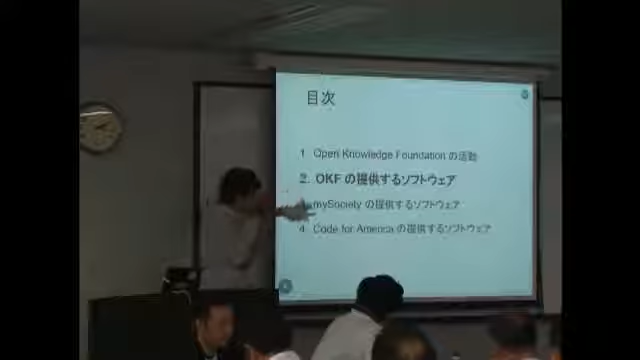 目次
1 Open Knowledge Foundation の活動
2. OKF の提供するソフトウェア
mySociety の提供するソフトウェア
4 Code for America の提供するソフトウェア